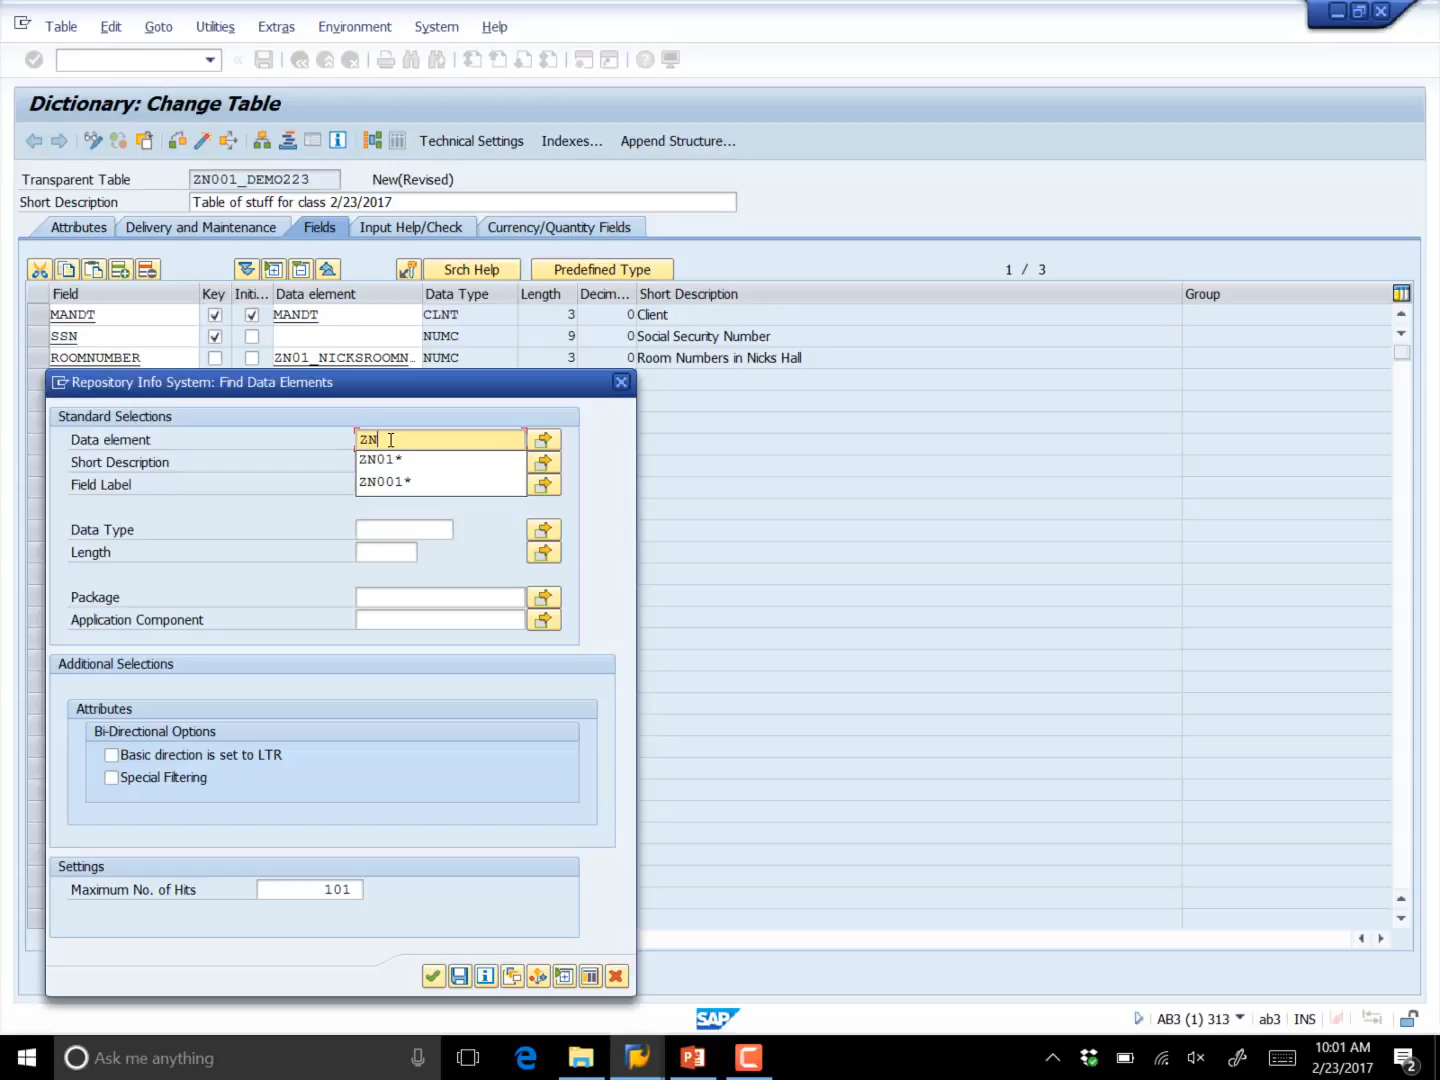 Table Edit Goto Utilities Extras Environment System Help
Dictionary: Change Table
Technical Settings Indexes... Append Structure...
Transparent Table ZN001_DEMO223 New(Revised)
Short Description Table of stuff for class 2/23/2017
Attributes Delivery and Maintenance Fields Input Help/Check Currency/Quantity Fields
Srch Help Predefined Type 1 / 3
Field Key Initi... Data element Data Type Length Decim... Short Description Group
MANDT MANDT CLNT 3 0 Client
SSN NUMC 9 0 Social Security Number
ROOMNUMBER ZN01_NICKSROOMN... NUMC 3 0 Room Numbers in Nicks Hall
Repository Info System: Find Data Elements
Standard Selections
Data element ZN
ZN01*
Short Description
ZN001*
Field Label
Data Type
Length
Package
Application Component
Additional Selections
Attributes
Bi-Directional Options
Basic direction is set to LTR
Special Filtering
Settings
Maximum No. of Hits 101
SAP AB3 (1) 313 ab3 INS
Ask me anything
10:01 AM
2/23/2017
2